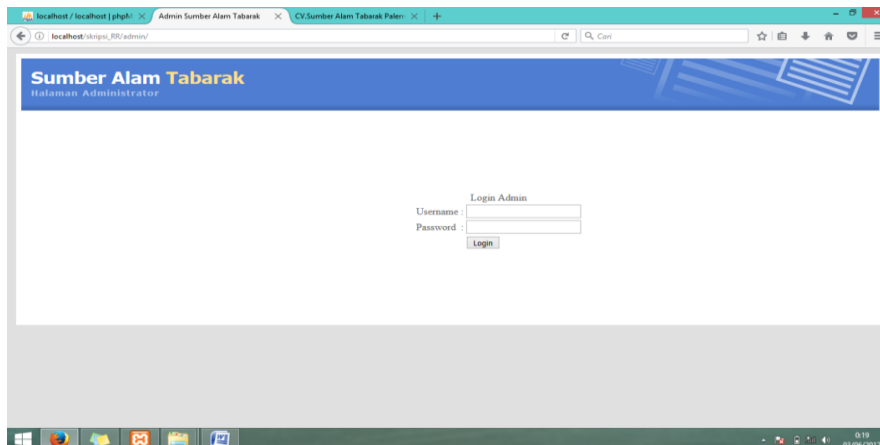 localhost / localhost | phpM
Admin Sumber Alam Tabarak
CV.Sumber Alam Tabarak Palem
localhost/skripsi_RR/admin/
Cari
Sumber Alam Tabarak
Halaman Administrator
Login Admin
Username :
Password :
Login
0:19